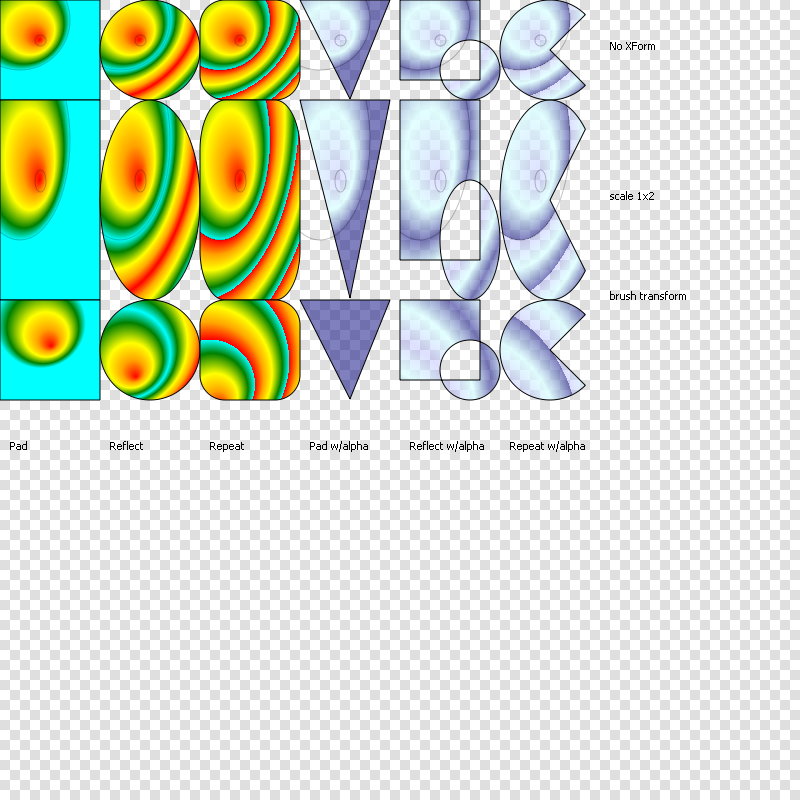 No XForm
scale 1x2
brush transform
Pad
Reflect
Repeat
Pad w/alpha
Reflect w/alpha
Repeat w/alpha